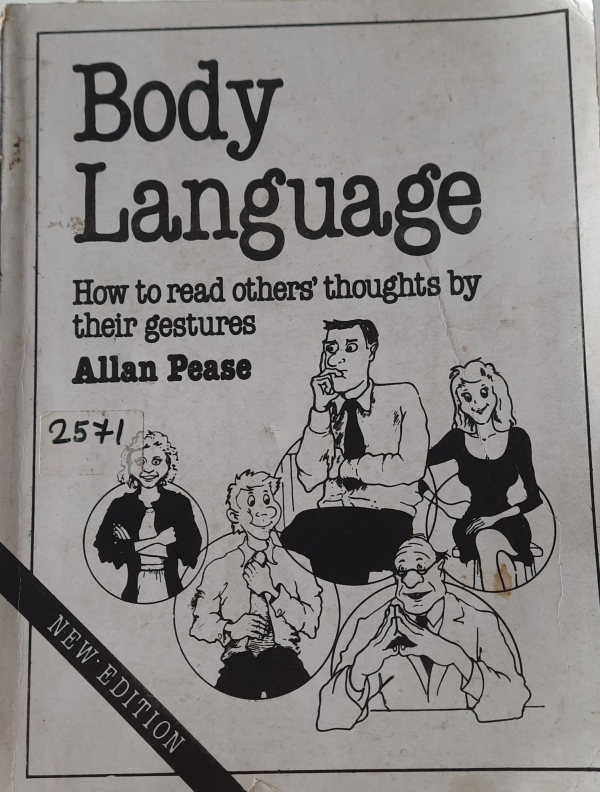 Body
Language
How to read others' thoughts by
their gestures
Allan Pease
2571
NEW·EDITION